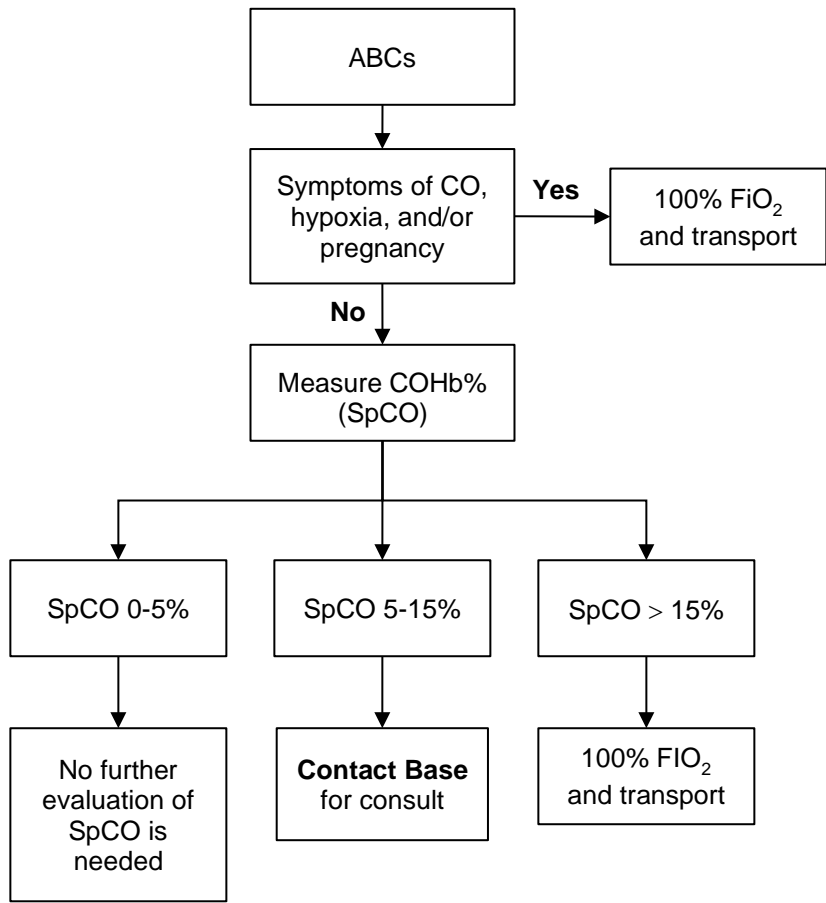 ABCs
Symptoms of CO,
hypoxia, and/or
pregnancy
Yes
100% FiO₂
and transport
No
Measure COHb%
(SpCO)
SpCO 0-5%
SpCO 5-15%
SpCO > 15%
No further
evaluation of
SpCO is
needed
Contact Base
for consult
100% FIO₂
and transport